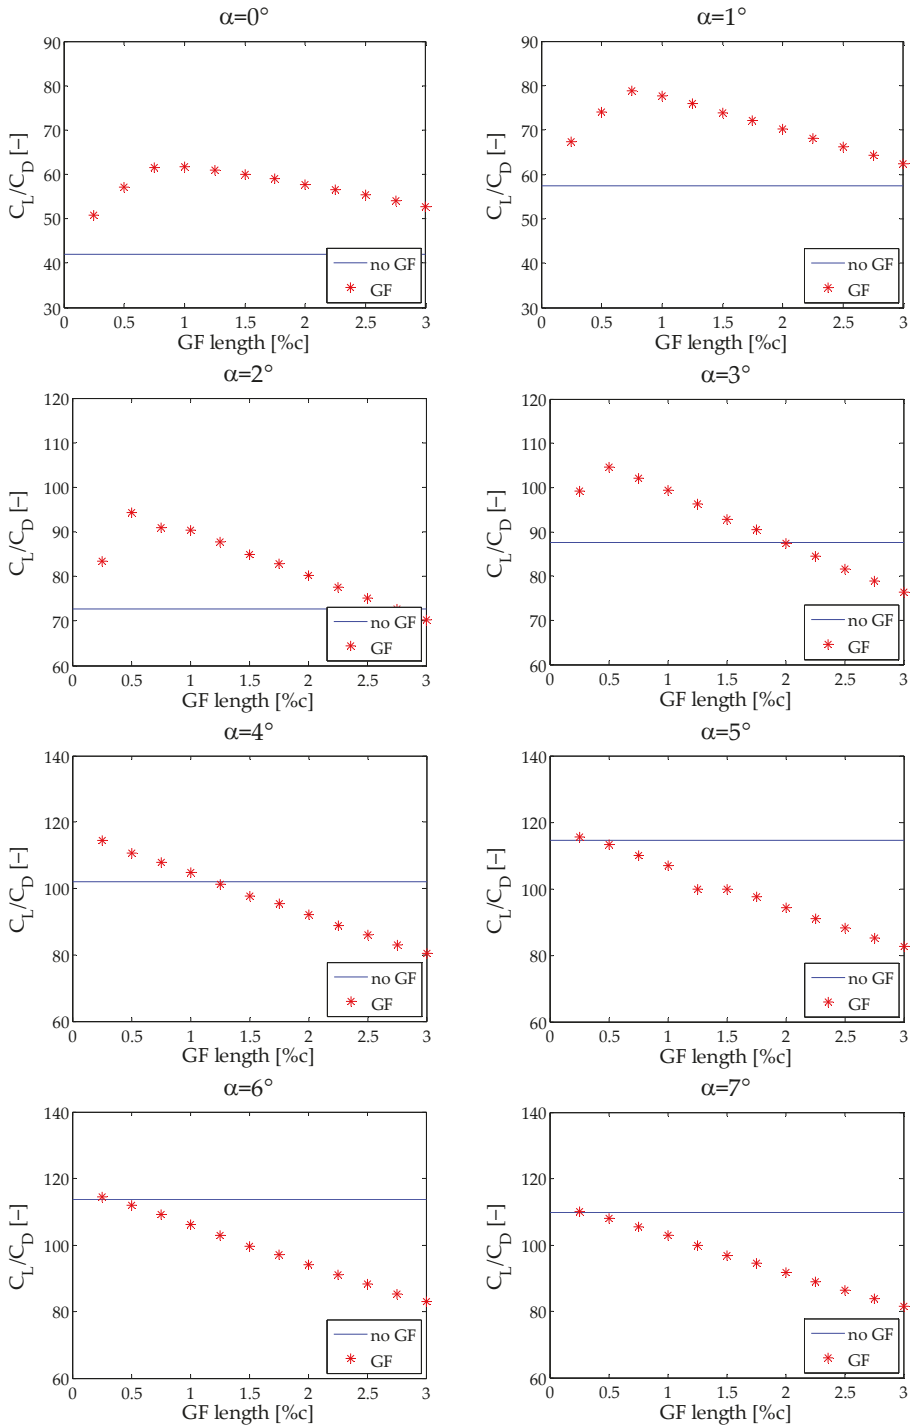 α=0°
C_L/C_D [–]
90
80
70
60
50
40
30
0 0.5 1 1.5 2 2.5 3
GF length [%c]
no GF
GF
α=1°
C_L/C_D [–]
90
80
70
60
50
40
30
0 0.5 1 1.5 2 2.5 3
GF length [%c]
no GF
GF
α=2°
C_L/C_D [–]
120
110
100
90
80
70
60
0 0.5 1 1.5 2 2.5 3
GF length [%c]
no GF
GF
α=3°
C_L/C_D [–]
120
110
100
90
80
70
60
0 0.5 1 1.5 2 2.5 3
GF length [%c]
no GF
GF
α=4°
C_L/C_D [–]
140
120
100
80
60
0 0.5 1 1.5 2 2.5 3
GF length [%c]
no GF
GF
α=5°
C_L/C_D [–]
140
120
100
80
60
0 0.5 1 1.5 2 2.5 3
GF length [%c]
no GF
GF
α=6°
C_L/C_D [–]
140
120
100
80
60
0 0.5 1 1.5 2 2.5 3
GF length [%c]
no GF
GF
α=7°
C_L/C_D [–]
140
120
100
80
60
0 0.5 1 1.5 2 2.5 3
GF length [%c]
no GF
GF